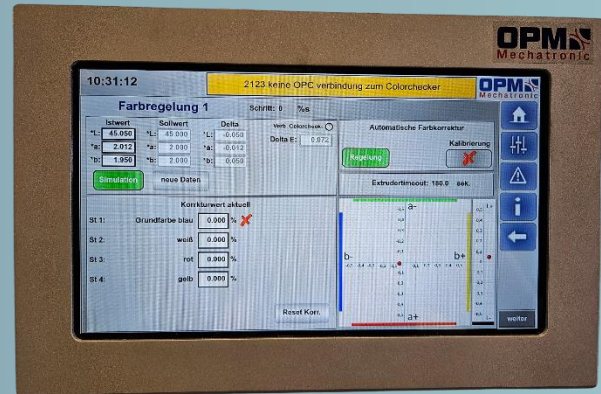 OPM
Mechatronic
10:31:12
2123 keine OPC verbindung zum Colorchecker
OPM
Mechatronic
Farbregelung 1
Schritt: 0 %s
Istwert Sollwert Delta
Verb. Colorcheck.
*L: 45.050 *L: 45.000 *L: -0.050
Delta E: 0.072
*a: 2.012 *a: 2.000 *a: -0.012
*b: 1.950 *b: 2.000 *b: 0.050
Simulation
neue Daten
Automatische Farbkorrektur
Kalibrierung
Regelung
Extrudertimeout: 180.0 sek.
Korrkturwert aktuell
St 1: Grundfarbe blau 0.000 %
St 2: weiß 0.000 %
St 3: rot 0.000 %
St 4: gelb 0.000 %
Reset Korr.
a-
L+
b-
b+
a+
L-
weiter